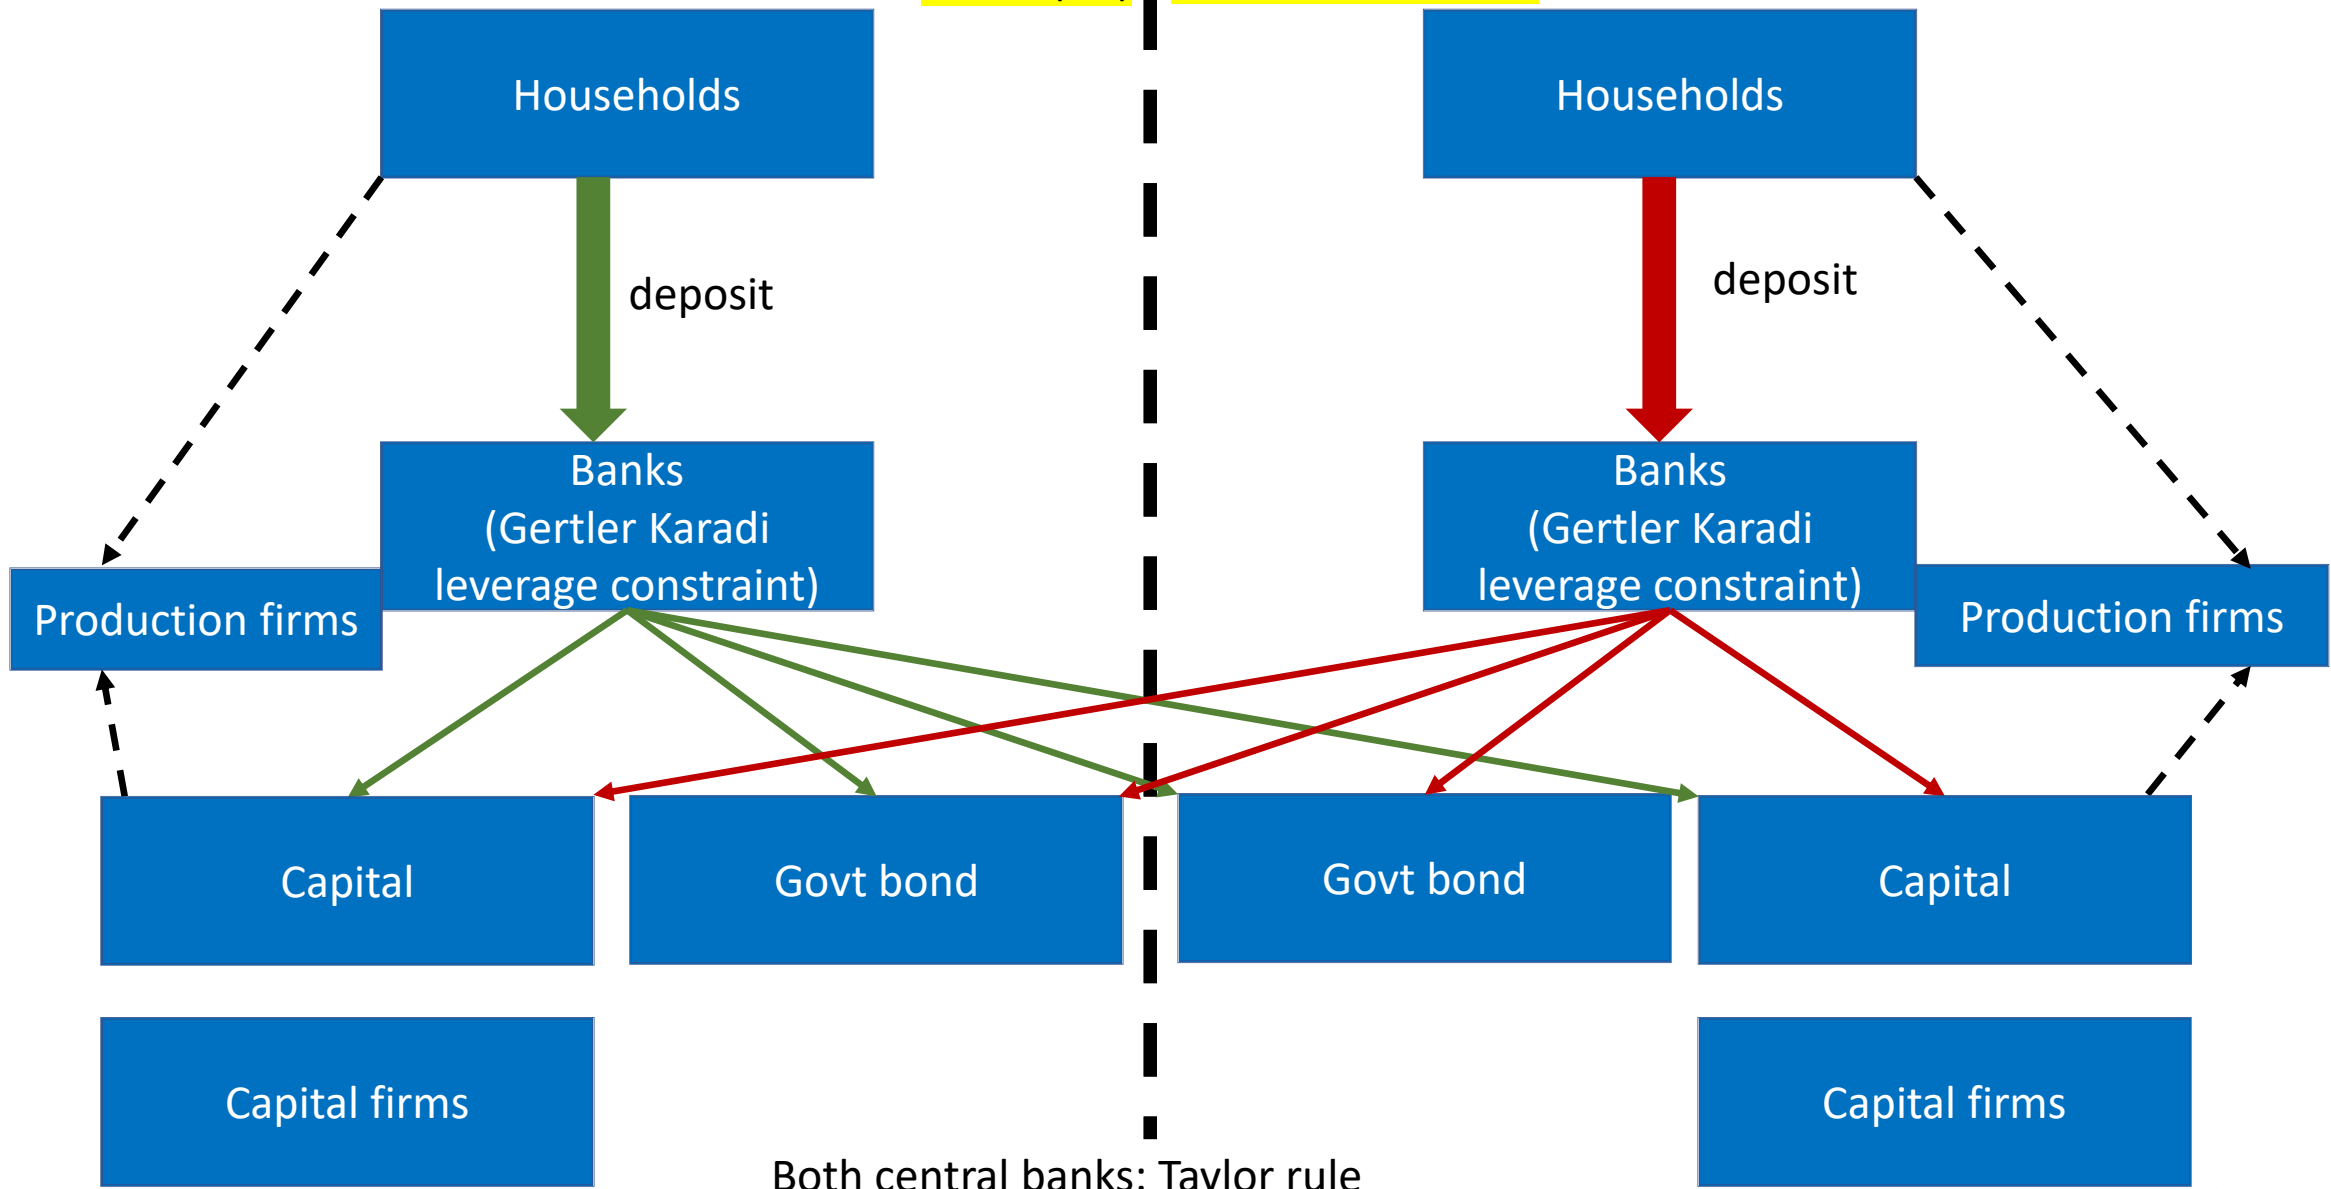 Households
Households
deposit
deposit
Banks
(Gertler Karadi
leverage constraint)
Banks
(Gertler Karadi
leverage constraint)
Production firms
Production firms
Capital
Govt bond
Govt bond
Capital
Capital firms
Capital firms
Both central banks: Taylor rule